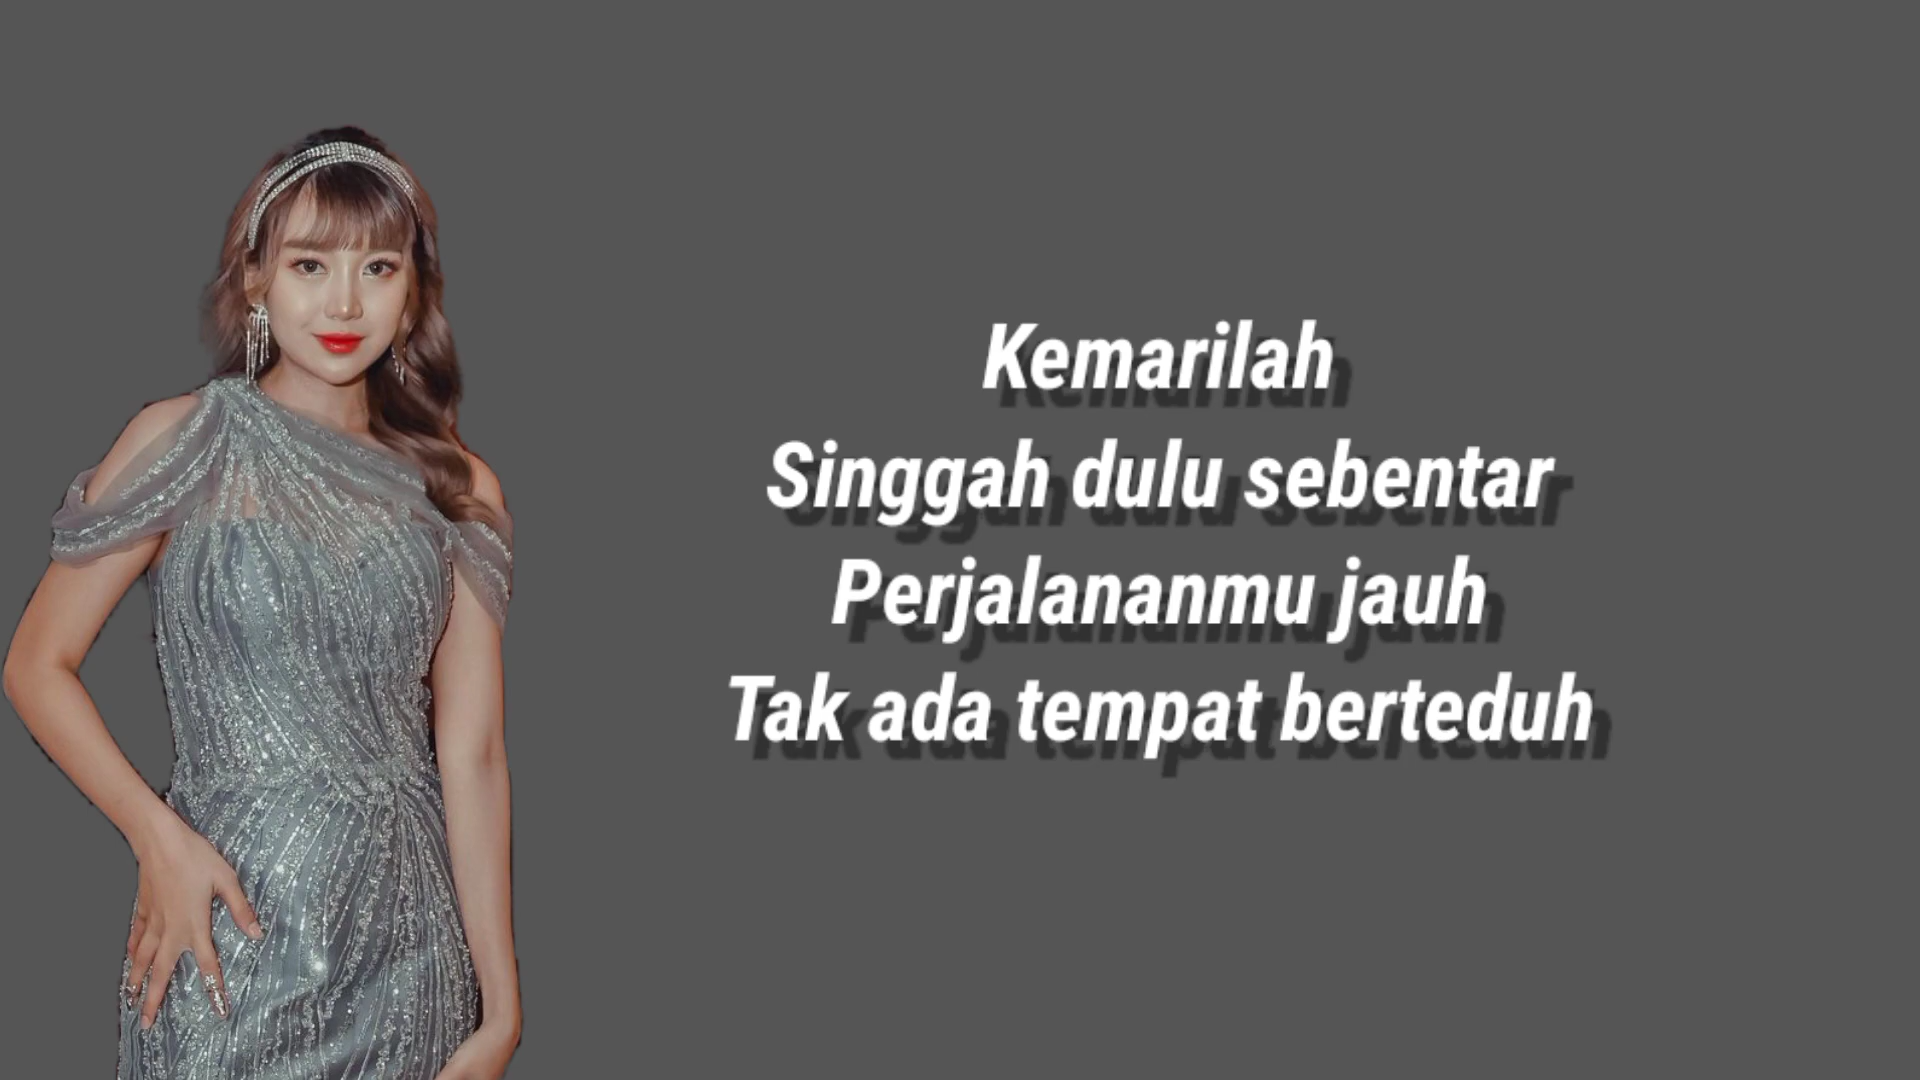 Kemarilah
Singgah dulu sebentar
Perjalananmu jauh
Tak ada tempat berteduh